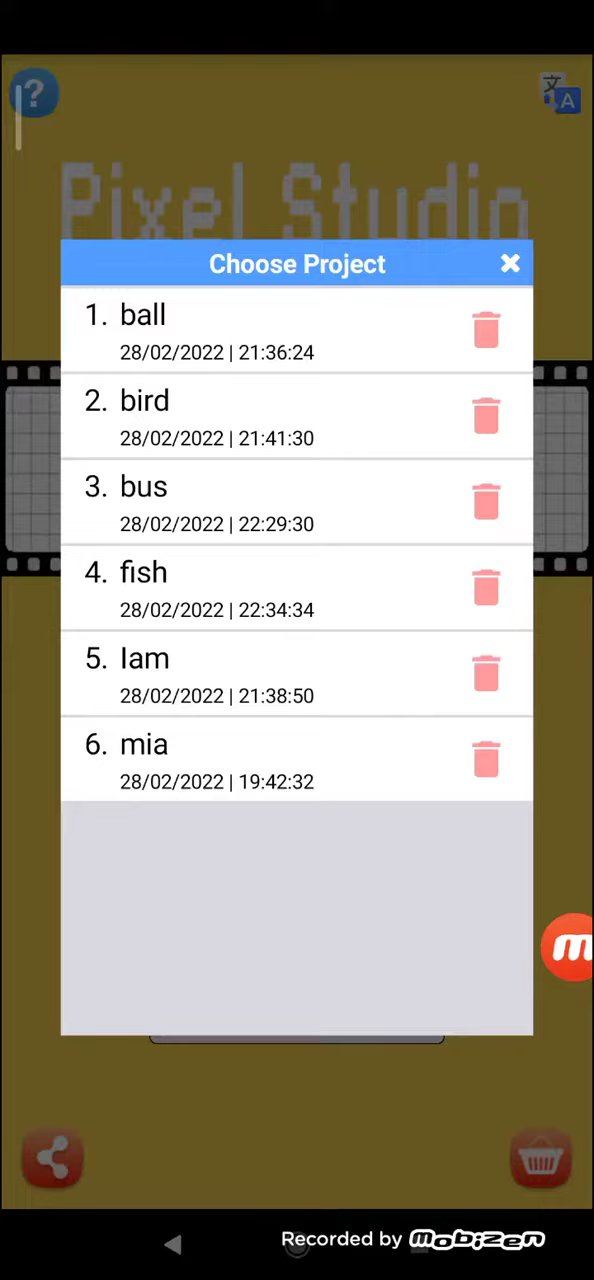 ?
文
A
Pixel Studio
Choose Project
1. ball
28/02/2022 | 21:36:24
2. bird
28/02/2022 | 21:41:30
3. bus
28/02/2022 | 22:29:30
4. fish
28/02/2022 | 22:34:34
5. Iam
28/02/2022 | 21:38:50
6. mia
28/02/2022 | 19:42:32
m
Recorded by mobizen